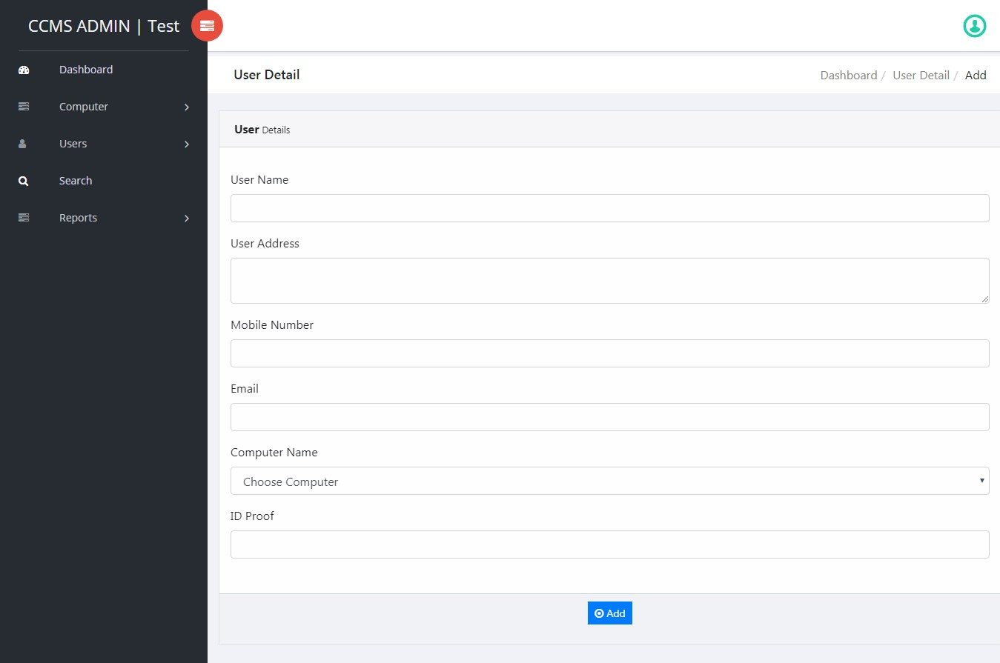 CCMS ADMIN | Test
Dashboard
Computer
Users
Search
Reports
User Detail
Dashboard / User Detail / Add
User Details
User Name
User Address
Mobile Number
Email
Computer Name
Choose Computer
ID Proof
Add